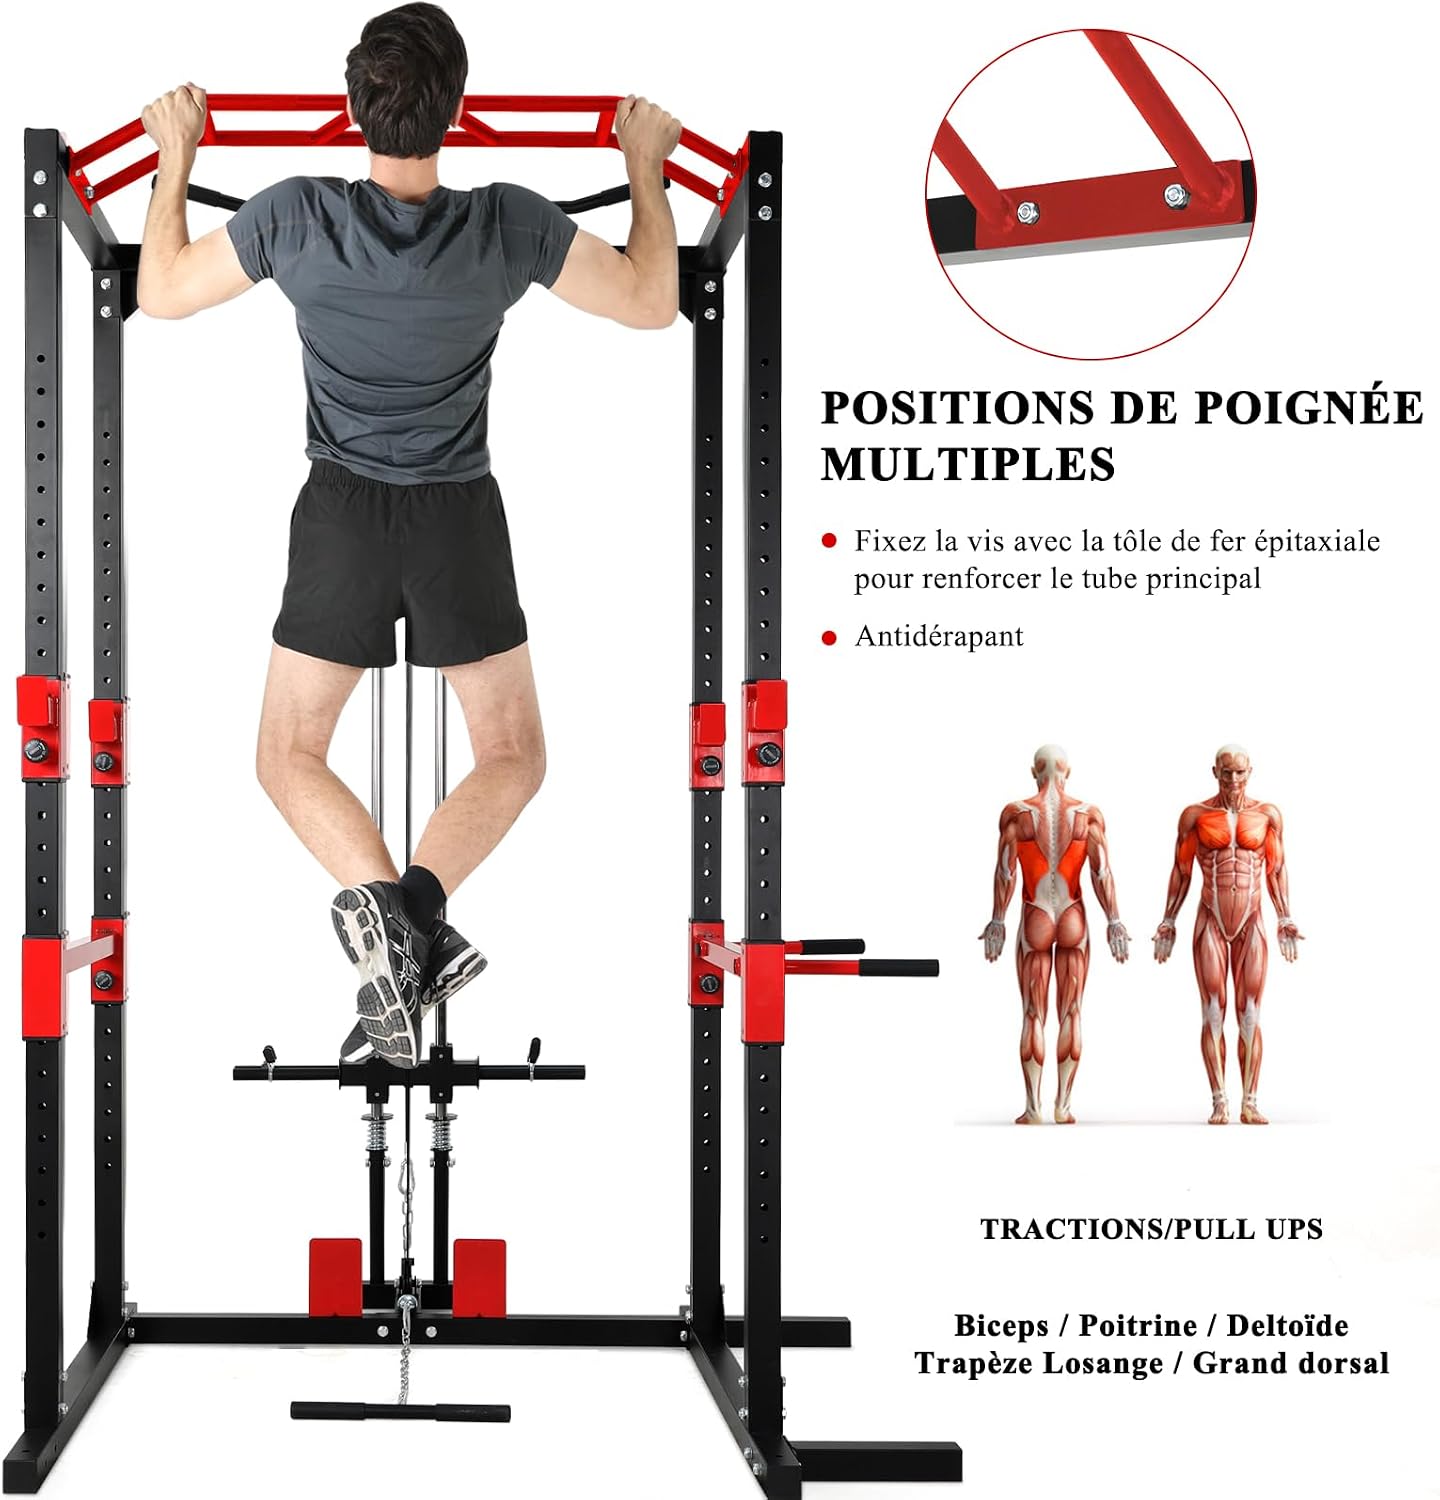 POSITIONS DE POIGNÉE
MULTIPLES
Fixez la vis avec la tôle de fer épitaxiale
pour renforcer le tube principal
Antidérapant
TRACTIONS/PULL UPS
Biceps / Poitrine / Deltoïde
Trapèze Losange / Grand dorsal